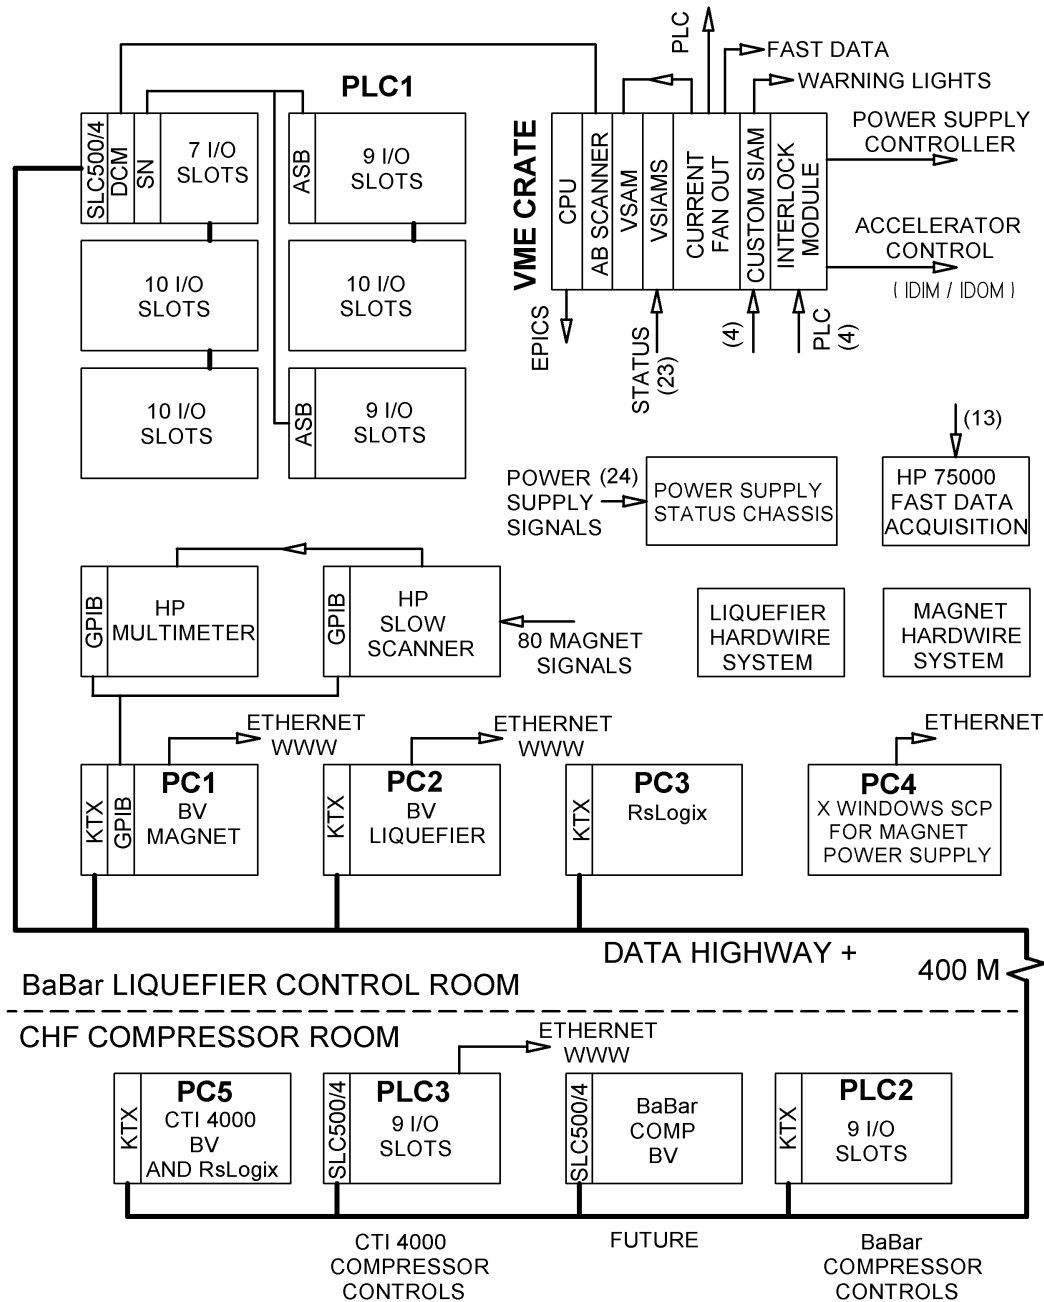 PLC
FAST DATA
WARNING LIGHTS
PLC1
SLC500/4
DCM
SN
7 I/O
SLOTS
ASB
9 I/O
SLOTS
10 I/O
SLOTS
10 I/O
SLOTS
10 I/O
SLOTS
ASB
9 I/O
SLOTS
VME CRATE
CPU
AB SCANNER
VSAM
VSIAMS
CURRENT
FAN OUT
CUSTOM SIAM
INTERLOCK
MODULE
POWER SUPPLY
CONTROLLER
ACCELERATOR
CONTROL
( IDIM / IDOM )
EPICS
STATUS
(23)
(4)
PLC
(4)
(13)
POWER (24)
SUPPLY
SIGNALS
POWER SUPPLY
STATUS CHASSIS
HP 75000
FAST DATA
ACQUISITION
GPIB
HP
MULTIMETER
GPIB
HP
SLOW
SCANNER
80 MAGNET
SIGNALS
LIQUEFIER
HARDWIRE
SYSTEM
MAGNET
HARDWIRE
SYSTEM
ETHERNET
WWW
ETHERNET
WWW
ETHERNET
KTX
GPIB
PC1
BV
MAGNET
KTX
PC2
BV
LIQUEFIER
KTX
PC3
RsLogix
PC4
X WINDOWS SCP
FOR MAGNET
POWER SUPPLY
DATA HIGHWAY +
400 M
BaBar LIQUEFIER CONTROL ROOM
CHF COMPRESSOR ROOM
ETHERNET
WWW
KTX
PC5
CTI 4000
BV
AND RsLogix
SLC500/4
PLC3
9 I/O
SLOTS
SLC500/4
BaBar
COMP
BV
KTX
PLC2
9 I/O
SLOTS
CTI 4000
COMPRESSOR
CONTROLS
FUTURE
BaBar
COMPRESSOR
CONTROLS